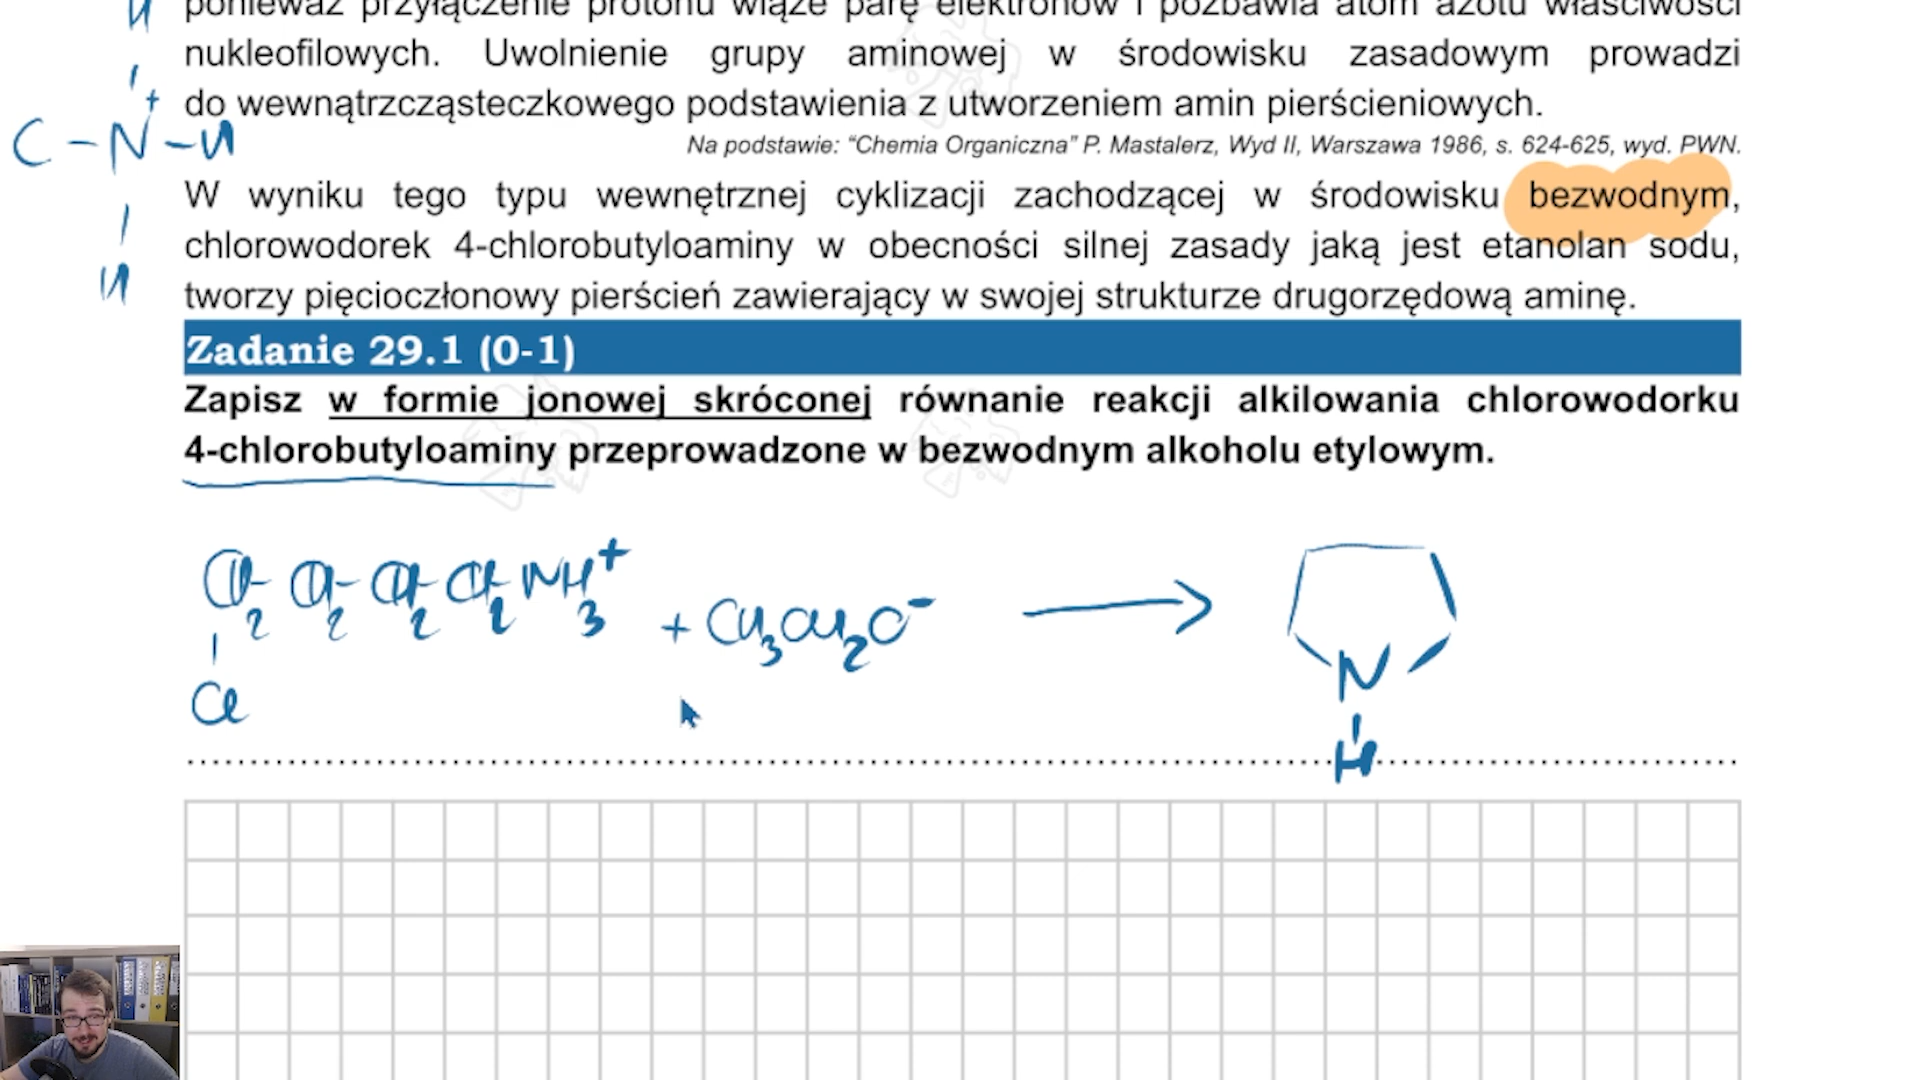 ponieważ przyłączenie protonu wiąże parę elektronów i pozbawia atom azotu właściwości
nukleofilowych. Uwolnienie grupy aminowej w środowisku zasadowym prowadzi
do wewnątrzcząsteczkowego podstawienia z utworzeniem amin pierścieniowych.
Na podstawie: “Chemia Organiczna” P. Mastalerz, Wyd II, Warszawa 1986, s. 624-625, wyd. PWN.
H
C - N⁺ - H
H
W wyniku tego typu wewnętrznej cyklizacji zachodzącej w środowisku bezwodnym,
chlorowodorek 4-chlorobutyloaminy w obecności silnej zasady jaką jest etanolan sodu,
tworzy pięcioczłonowy pierścień zawierający w swojej strukturze drugorzędową aminę.
Zadanie 29.1 (0-1)
Zapisz w formie jonowej skróconej równanie reakcji alkilowania chlorowodorku
4-chlorobutyloaminy przeprowadzone w bezwodnym alkoholu etylowym.
CH₂-CH₂-CH₂-CH₂NH₃⁺ + CH₃CH₂O⁻ → N
Cl
H